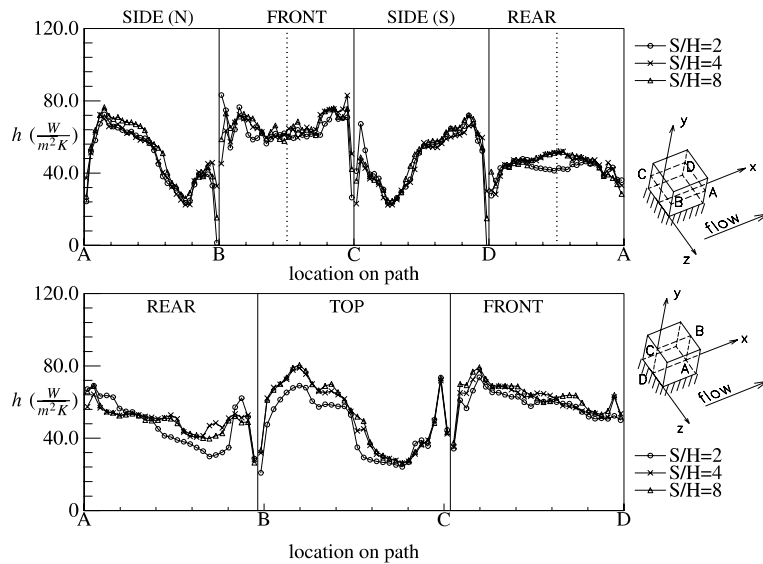 SIDE (N) FRONT SIDE (S) REAR
120.0
80.0
h (W/m²K)
40.0
0
A B C D A
location on path
S/H=2
S/H=4
S/H=8
y
C D x
B A
flow
z
120.0
REAR TOP FRONT
80.0
h (W/m²K)
40.0
0.0
A B C D
location on path
y
B
C x
D A
flow
z
S/H=2
S/H=4
S/H=8